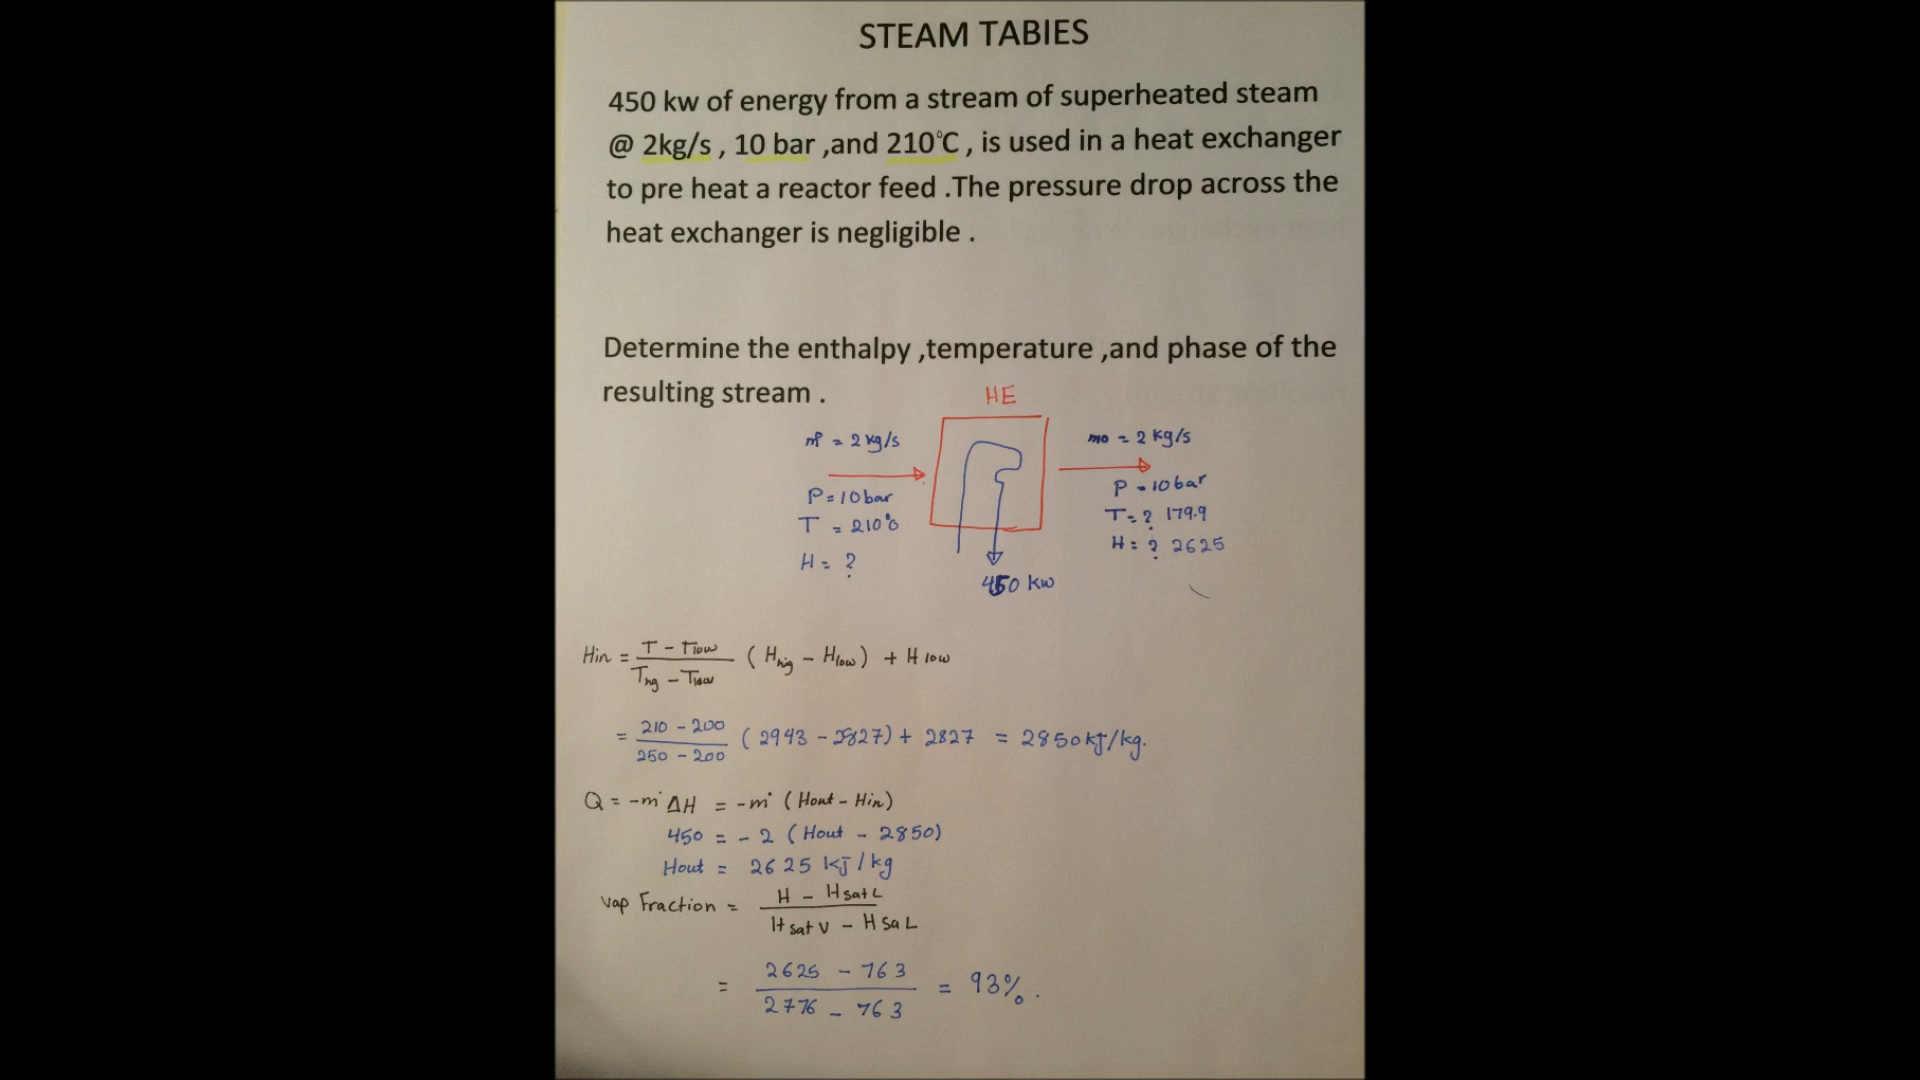 STEAM TABIES
450 kw of energy from a stream of superheated steam
@ 2kg/s , 10 bar ,and 210°C , is used in a heat exchanger
to pre heat a reactor feed .The pressure drop across the
heat exchanger is negligible .
Determine the enthalpy ,temperature ,and phase of the
resulting stream .
HE
m° = 2 kg/s
P = 10 bar
T = 210°C
H = ?
450 kw
mo = 2 kg/s
P = 10 bar
T = ? 179.9
H = ? 2625
Hin = T - Tlow / Thg - Tlow ( Hhig - Hlow ) + H low
= 210 - 200 / 250 - 200 ( 2943 - 2827) + 2827 = 2850 kJ/kg.
Q = -m˙ ΔH = -m˙ ( Hout - Hin )
450 = - 2 ( Hout - 2850)
Hout = 2625 kJ/kg
Vap Fraction = H - H sat L / H sat V - H sa L
= 2625 - 763 / 2776 - 763 = 93% .